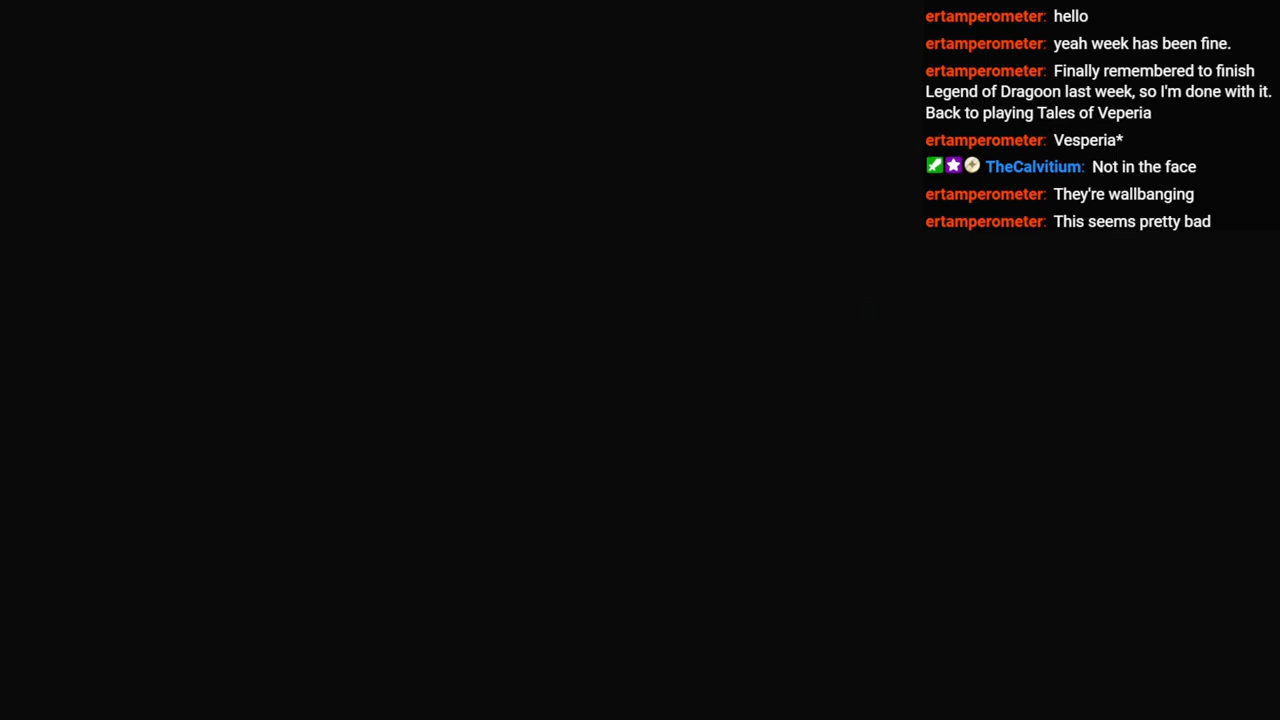 ertamperometer: hello
ertamperometer: yeah week has been fine.
ertamperometer: Finally remembered to finish
Legend of Dragoon last week, so I'm done with it.
Back to playing Tales of Veperia
ertamperometer: Vesperia*
TheCalvitium: Not in the face
ertamperometer: They're wallbanging
ertamperometer: This seems pretty bad